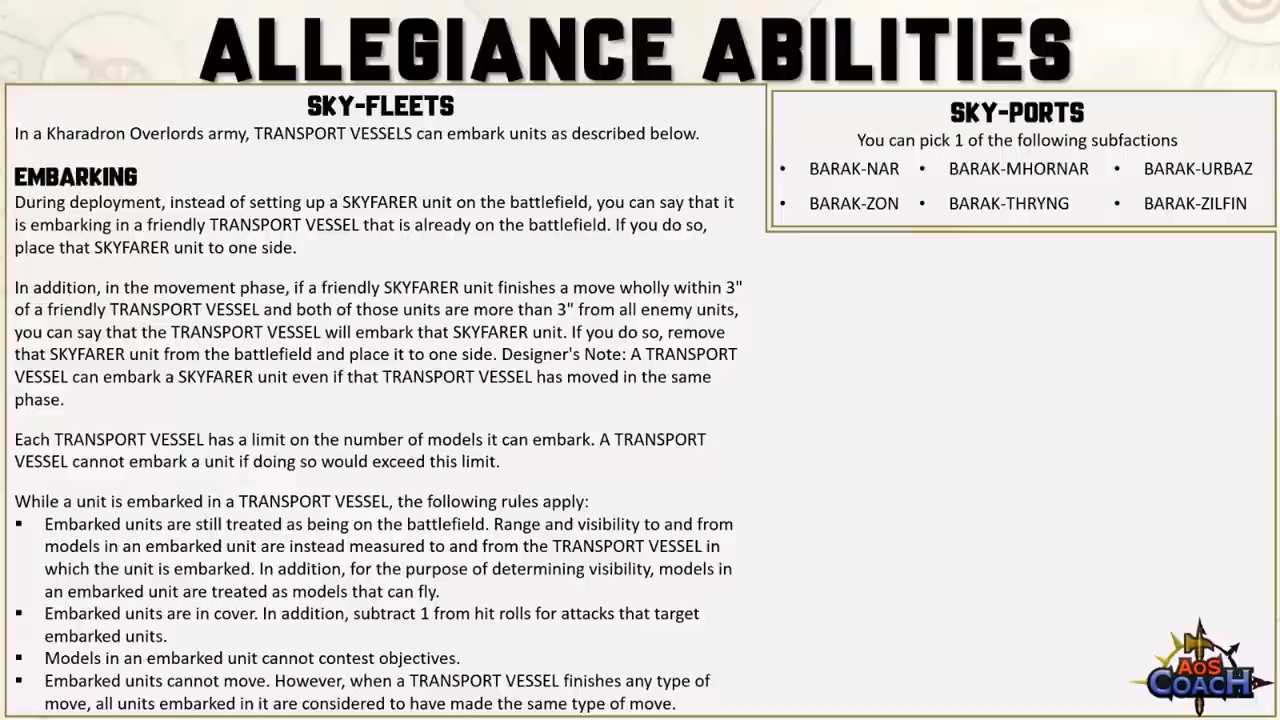 ALLEGIANCE ABILITIES
SKY-FLEETS
In a Kharadron Overlords army, TRANSPORT VESSELS can embark units as described below.
EMBARKING
During deployment, instead of setting up a SKYFARER unit on the battlefield, you can say that it
is embarking in a friendly TRANSPORT VESSEL that is already on the battlefield. If you do so,
place that SKYFARER unit to one side.
In addition, in the movement phase, if a friendly SKYFARER unit finishes a move wholly within 3"
of a friendly TRANSPORT VESSEL and both of those units are more than 3" from all enemy units,
you can say that the TRANSPORT VESSEL will embark that SKYFARER unit. If you do so, remove
that SKYFARER unit from the battlefield and place it to one side. Designer's Note: A TRANSPORT
VESSEL can embark a SKYFARER unit even if that TRANSPORT VESSEL has moved in the same
phase.
Each TRANSPORT VESSEL has a limit on the number of models it can embark. A TRANSPORT
VESSEL cannot embark a unit if doing so would exceed this limit.
While a unit is embarked in a TRANSPORT VESSEL, the following rules apply:
▪ Embarked units are still treated as being on the battlefield. Range and visibility to and from
models in an embarked unit are instead measured to and from the TRANSPORT VESSEL in
which the unit is embarked. In addition, for the purpose of determining visibility, models in
an embarked unit are treated as models that can fly.
▪ Embarked units are in cover. In addition, subtract 1 from hit rolls for attacks that target
embarked units.
▪ Models in an embarked unit cannot contest objectives.
▪ Embarked units cannot move. However, when a TRANSPORT VESSEL finishes any type of
move, all units embarked in it are considered to have made the same type of move.
SKY-PORTS
You can pick 1 of the following subfactions
• BARAK-NAR • BARAK-MHORNAR • BARAK-URBAZ
• BARAK-ZON • BARAK-THRYNG • BARAK-ZILFIN
AoS
COACH